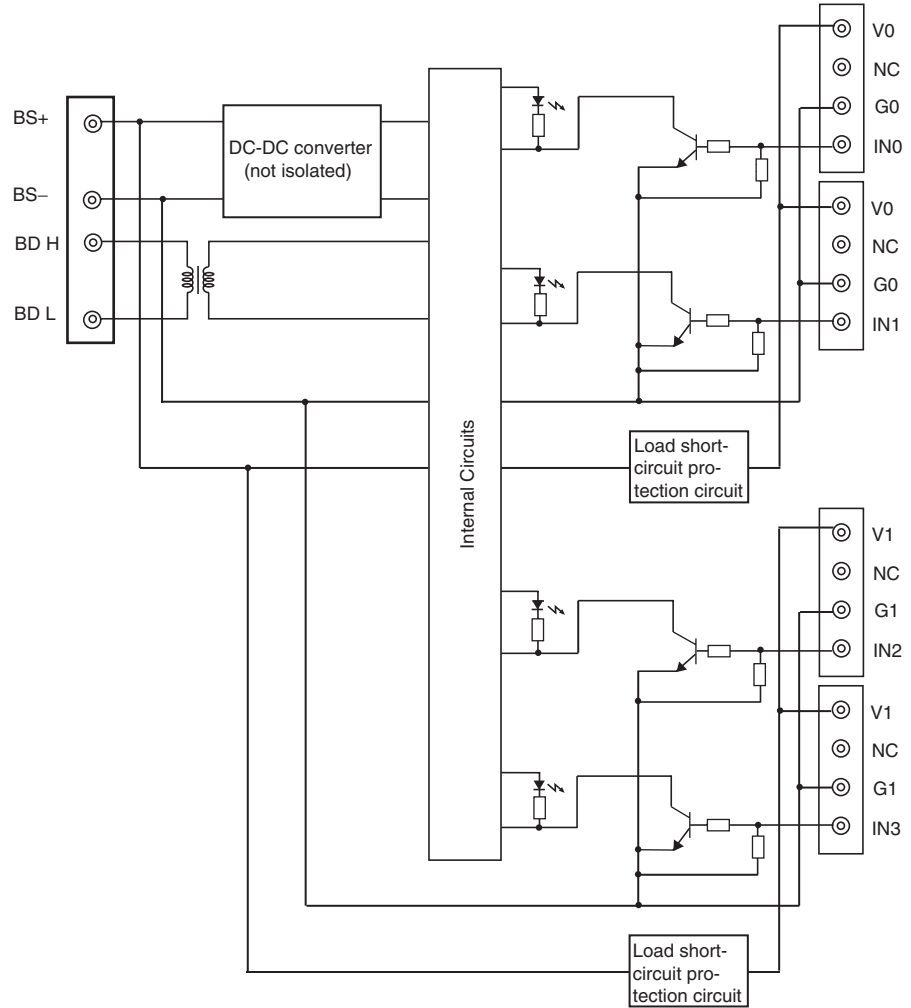 BS+
BS−
BD H
BD L
DC-DC converter
(not isolated)
Internal Circuits
V0
NC
G0
IN0
V0
NC
G0
IN1
Load short-
circuit pro-
tection circuit
V1
NC
G1
IN2
V1
NC
G1
IN3
Load short-
circuit pro-
tection circuit